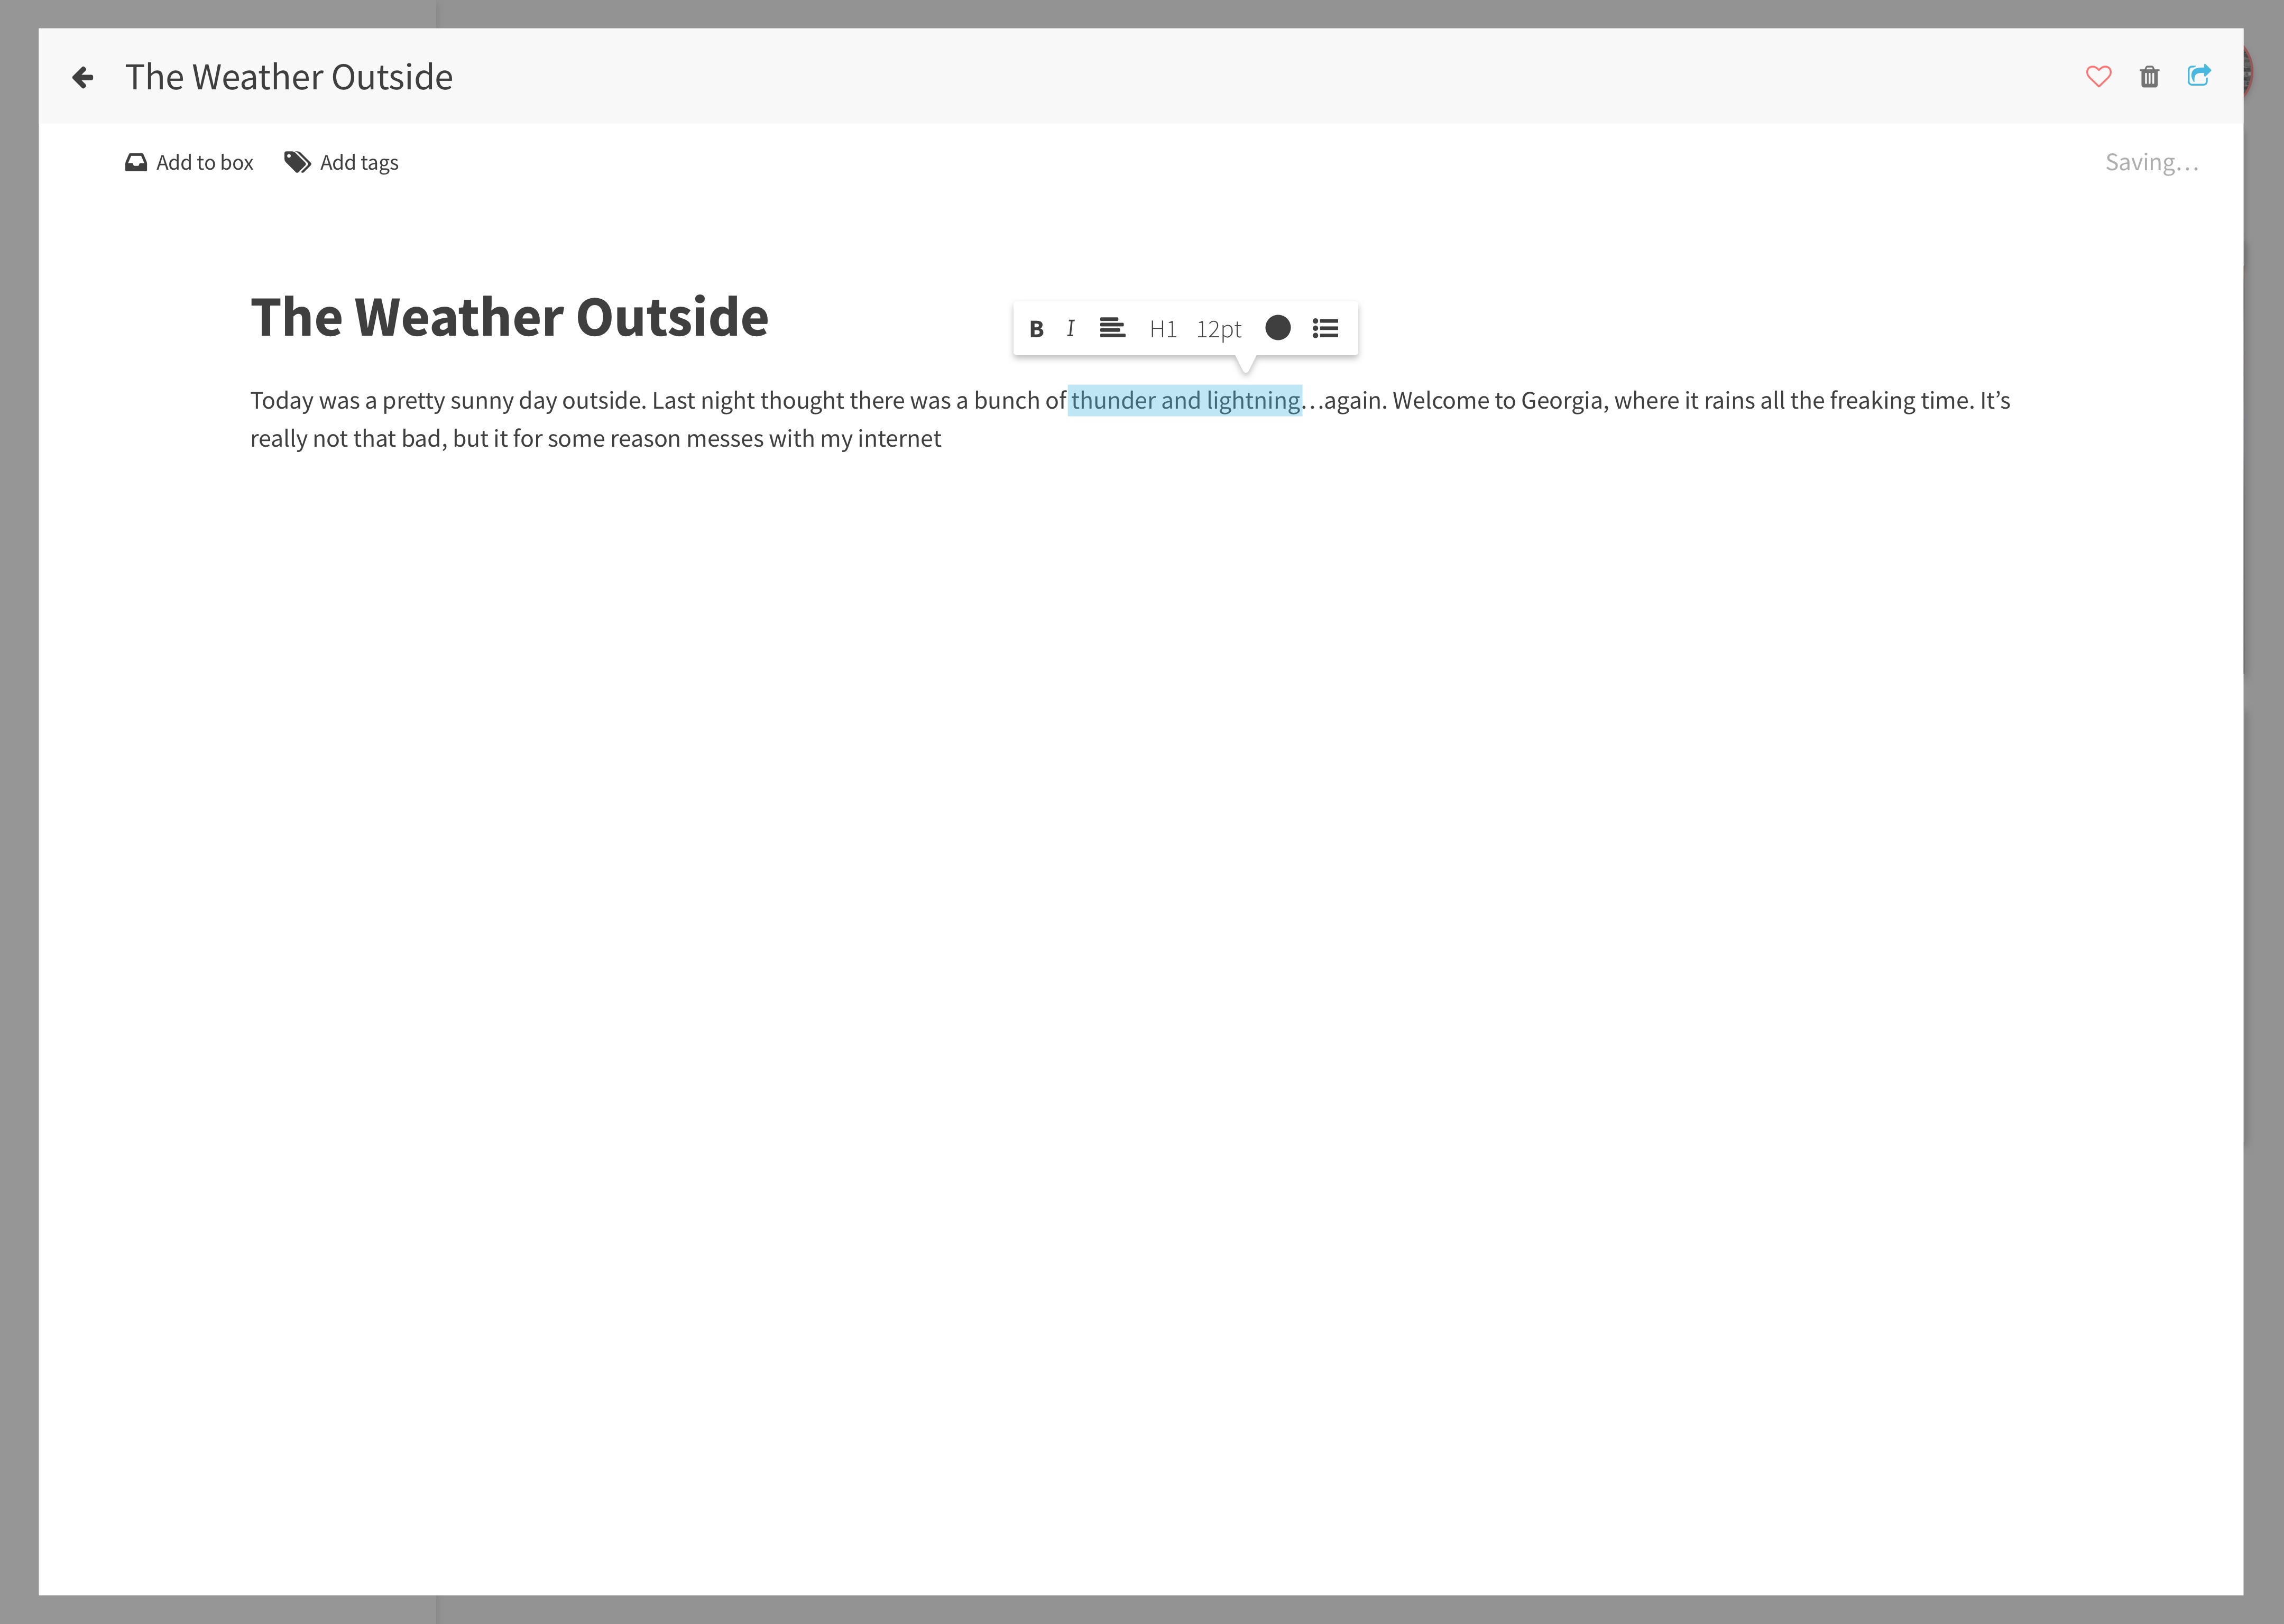 The Weather Outside
Add to box Add tags Saving...
The Weather Outside
B I H1 12pt
Today was a pretty sunny day outside. Last night thought there was a bunch of thunder and lightning...again. Welcome to Georgia, where it rains all the freaking time. It’s
really not that bad, but it for some reason messes with my internet